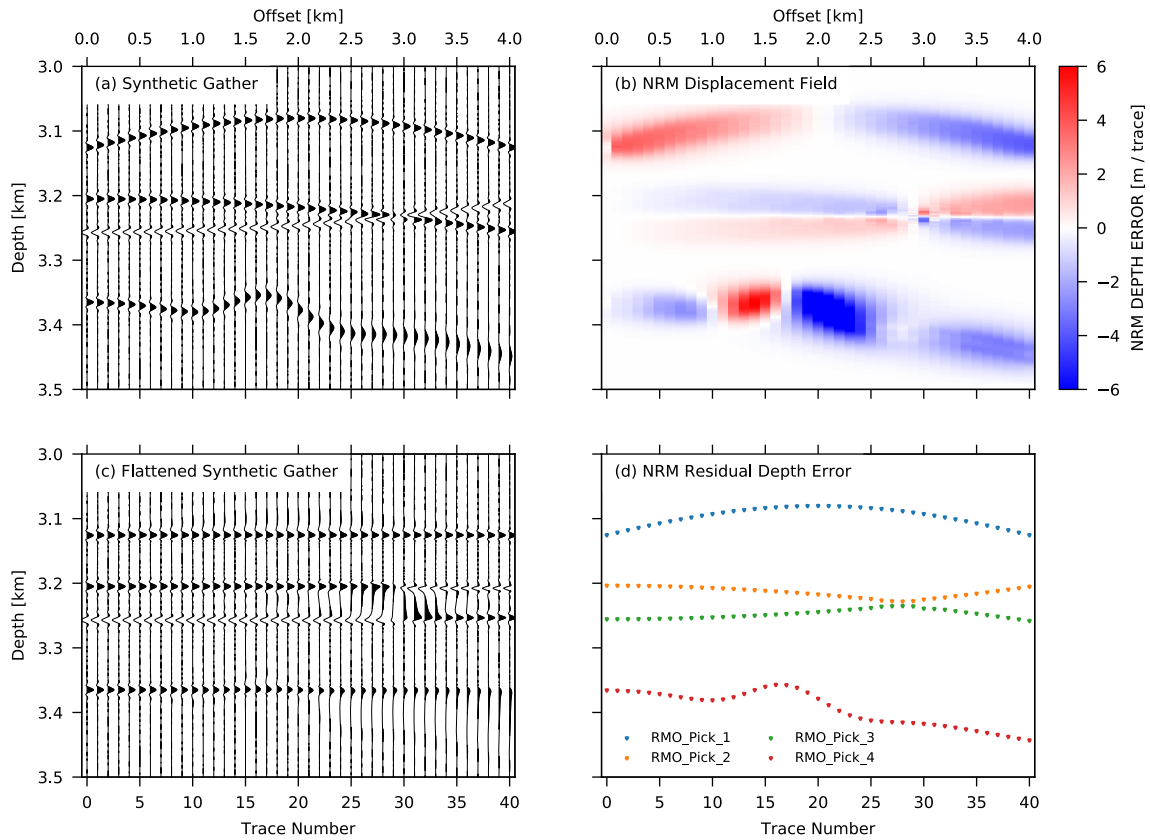 Offset [km]
Offset [km]
0.0 0.5 1.0 1.5 2.0 2.5 3.0 3.5 4.0
0.0 0.5 1.0 1.5 2.0 2.5 3.0 3.5 4.0
(a) Synthetic Gather
3.0
3.1
3.2
3.3
3.4
3.5
Depth [km]
(b) NRM Displacement Field
6
4
2
0
−2
−4
−6
NRM DEPTH ERROR [m / trace]
(c) Flattened Synthetic Gather
3.0
3.1
3.2
3.3
3.4
3.5
Depth [km]
0 5 10 15 20 25 30 35 40
Trace Number
(d) NRM Residual Depth Error
RMO_Pick_1
RMO_Pick_2
RMO_Pick_3
RMO_Pick_4
0 5 10 15 20 25 30 35 40
Trace Number